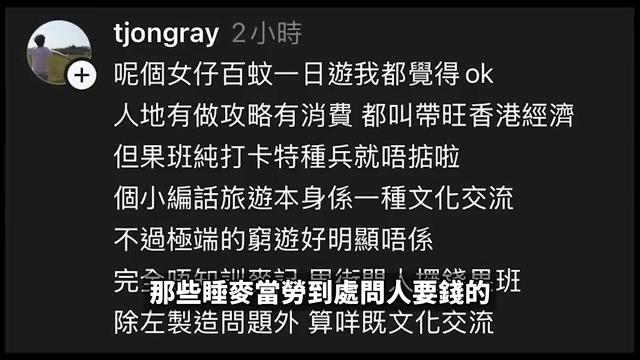 tjongray 2小時
呢個女仔百蚊一日遊我都覺得ok
人地有做攻略有消費 都叫帶旺香港經濟
但果班純打卡特種兵就唔掂啦
個小編話旅遊本身係一種文化交流
不過極端的窮遊好明顯唔係
那些睡麥當勞到處問人要錢的
除左製造問題外 算咩既文化交流